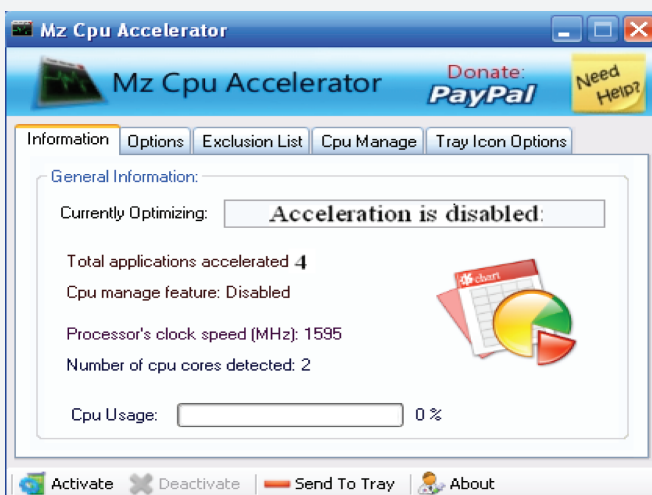 Mz Cpu Accelerator
Mz Cpu Accelerator
Donate:
PayPal
Need
Help?
Information Options Exclusion List Cpu Manage Tray Icon Options
General Information:
Currently Optimizing: Acceleration is disabled:
Total applications accelerated 4
Cpu manage feature: Disabled
chart
Processor's clock speed (MHz): 1595
Number of cpu cores detected: 2
Cpu Usage: 0 %
Activate Deactivate Send To Tray About